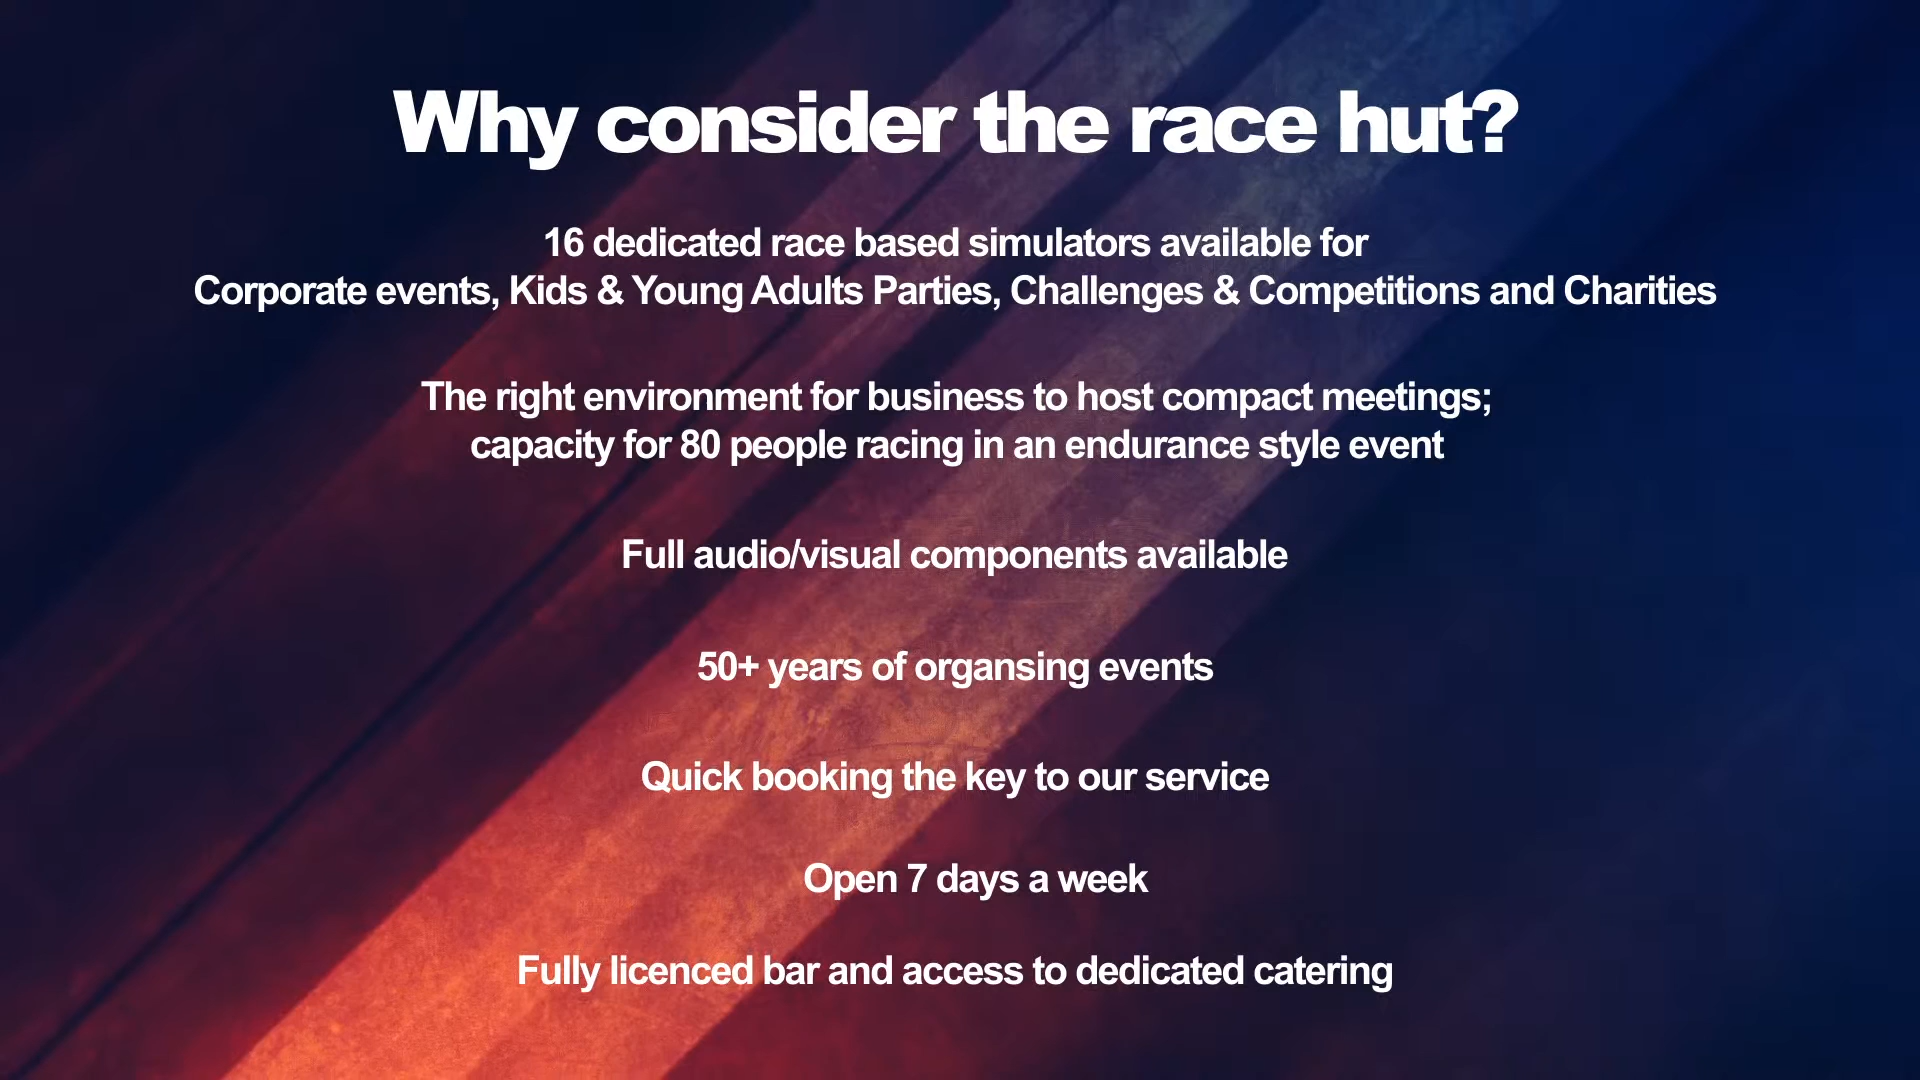 Why consider the race hut?
16 dedicated race based simulators available for
Corporate events, Kids & Young Adults Parties, Challenges & Competitions and Charities
The right environment for business to host compact meetings;
capacity for 80 people racing in an endurance style event
Full audio/visual components available
50+ years of organsing events
Quick booking the key to our service
Open 7 days a week
Fully licenced bar and access to dedicated catering